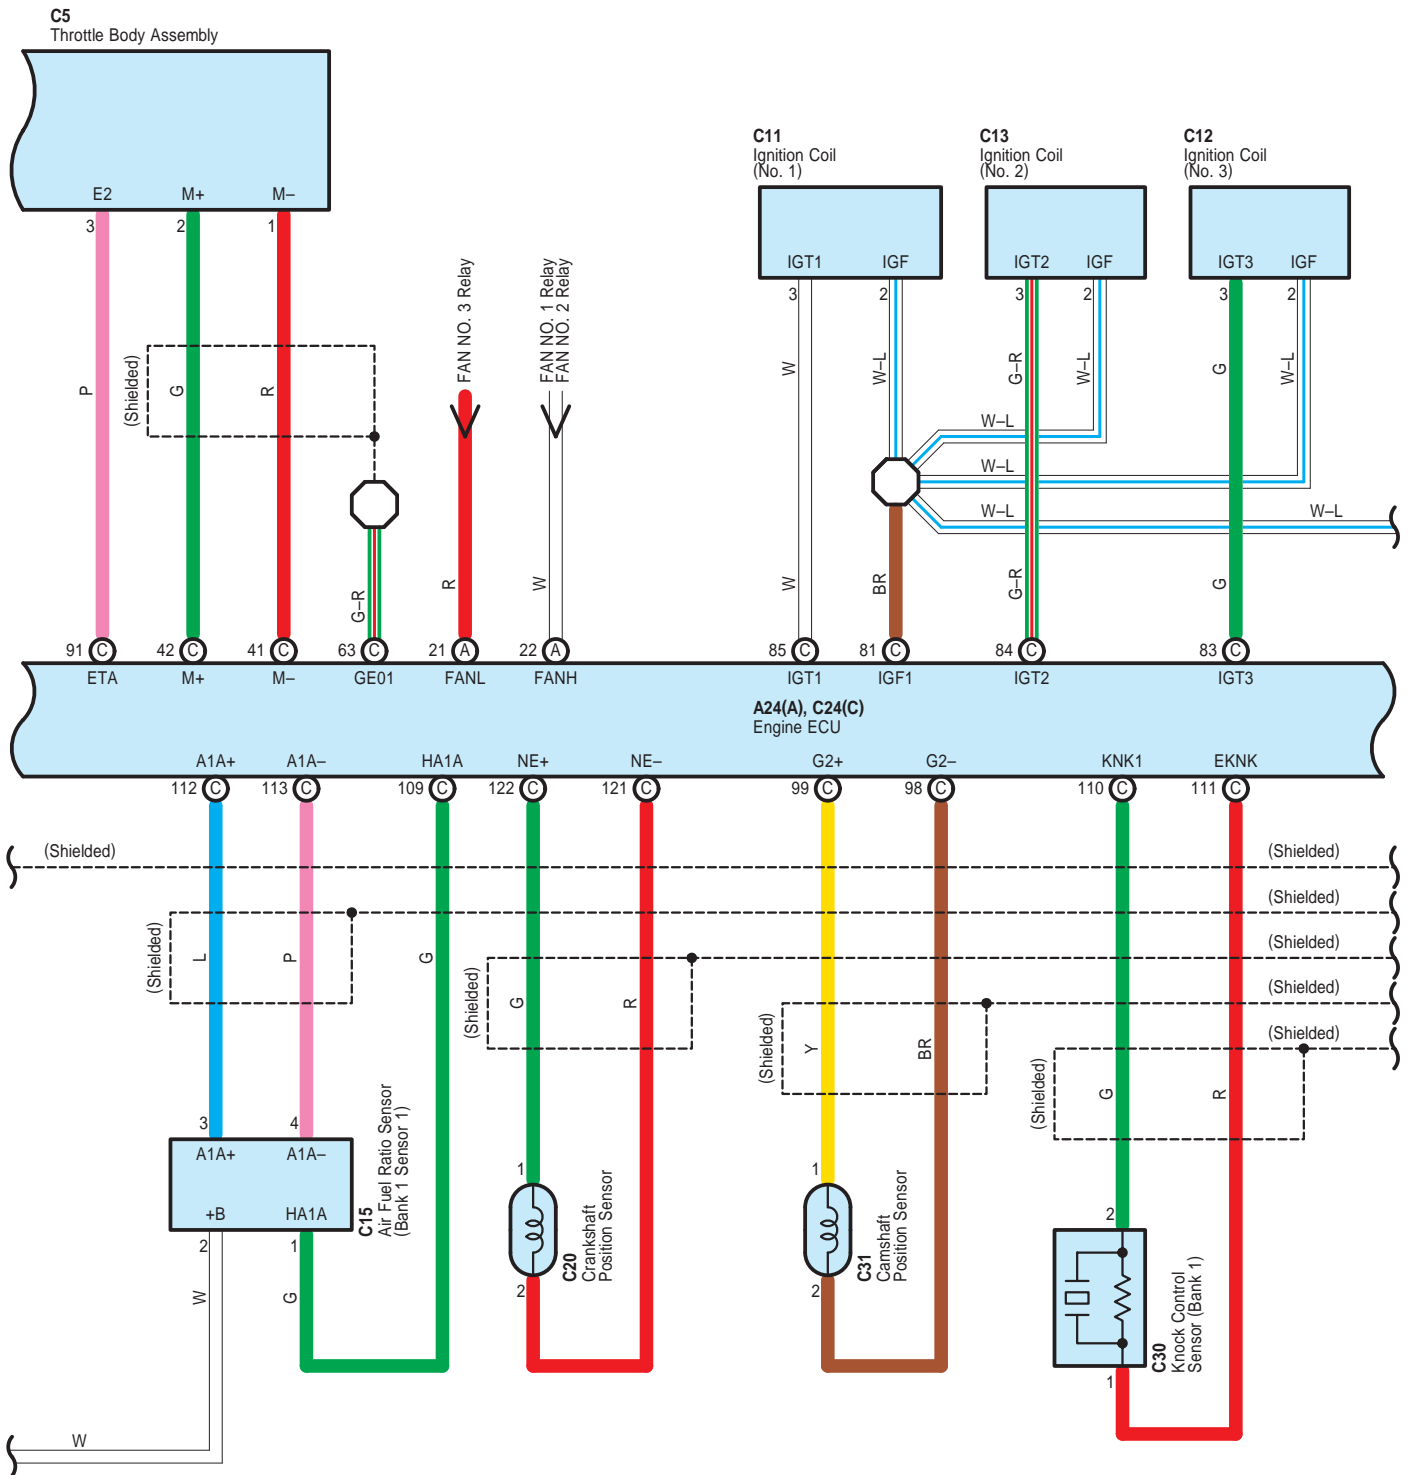 C5
Throttle Body Assembly
E2 M+ M–
3 2 1
C11
Ignition Coil
(No. 1)
C13
Ignition Coil
(No. 2)
C12
Ignition Coil
(No. 3)
IGT1 IGF
IGT2 IGF
IGT3 IGF
3 2 3 2 3 2
FAN NO. 3 Relay
FAN NO. 1 Relay
FAN NO. 2 Relay
(Shielded)
P G R
W W–L G–R W–L G W–L
W–L
W–L
W–L W–L
G–R R W W BR G–R G
91 C 42 C 41 C 63 C 21 A 22 A 85 C 81 C 84 C 83 C
ETA M+ M– GE01 FANL FANH IGT1 IGF1 IGT2 IGT3
A24(A), C24(C)
Engine ECU
A1A+ A1A– HA1A NE+ NE– G2+ G2– KNK1 EKNK
112 C 113 C 109 C 122 C 121 C 99 C 98 C 110 C 111 C
(Shielded) (Shielded)
(Shielded)
(Shielded)
(Shielded)
(Shielded)
(Shielded) L P G
(Shielded) G R
(Shielded) Y BR
(Shielded) G R
3 4
A1A+ A1A–
+B HA1A
2 1
C15
Air Fuel Ratio Sensor
(Bank 1 Sensor 1)
W G
1
2
C20
Crankshaft
Position Sensor
1
2
C31
Camshaft
Position Sensor
2
1
C30
Knock Control
Sensor (Bank 1)
W